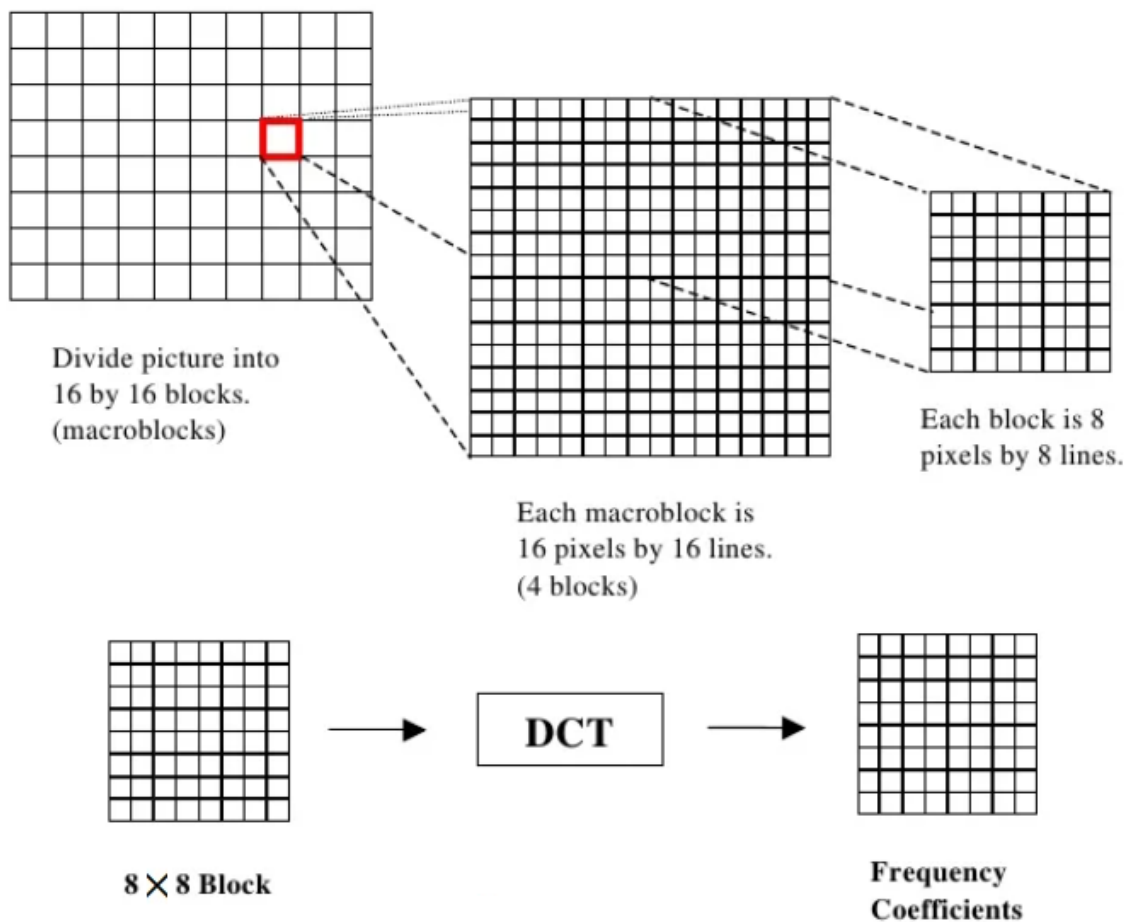 Divide picture into
16 by 16 blocks.
(macroblocks)
Each macroblock is
16 pixels by 16 lines.
(4 blocks)
Each block is 8
pixels by 8 lines.
DCT
8 × 8 Block
Frequency
Coefficients